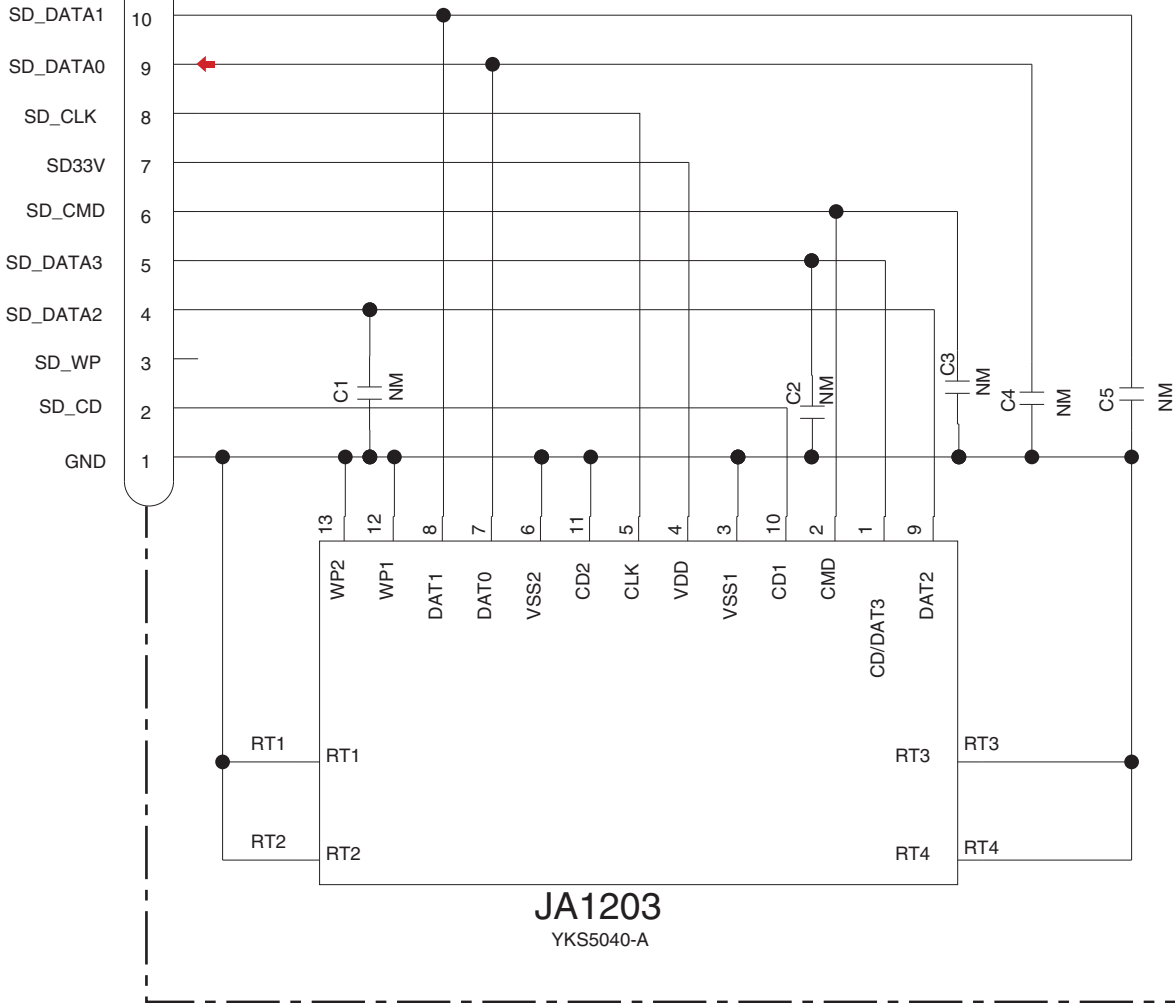 SD_DATA1 10
SD_DATA0 9
SD_CLK 8
SD33V 7
SD_CMD 6
SD_DATA3 5
SD_DATA2 4
SD_WP 3
SD_CD 2
GND 1
C1 NM
C2 NM
C3 NM
C4 NM
C5 NM
13 12 8 7 6 11 5 4 3 10 2 1 9
WP2 WP1 DAT1 DAT0 VSS2 CD2 CLK VDD VSS1 CD1 CMD CD/DAT3 DAT2
RT1 RT1 RT3 RT3
RT2 RT2 RT4 RT4
JA1203
YKS5040-A